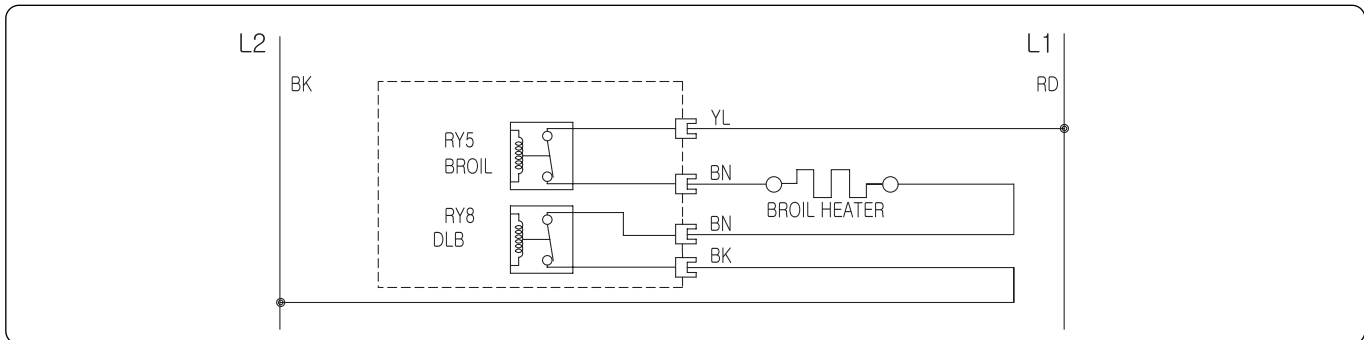 L2
L1
BK
RD
YL
RY5
BROIL
BN
BROIL HEATER
RY8
DLB
BN
BK